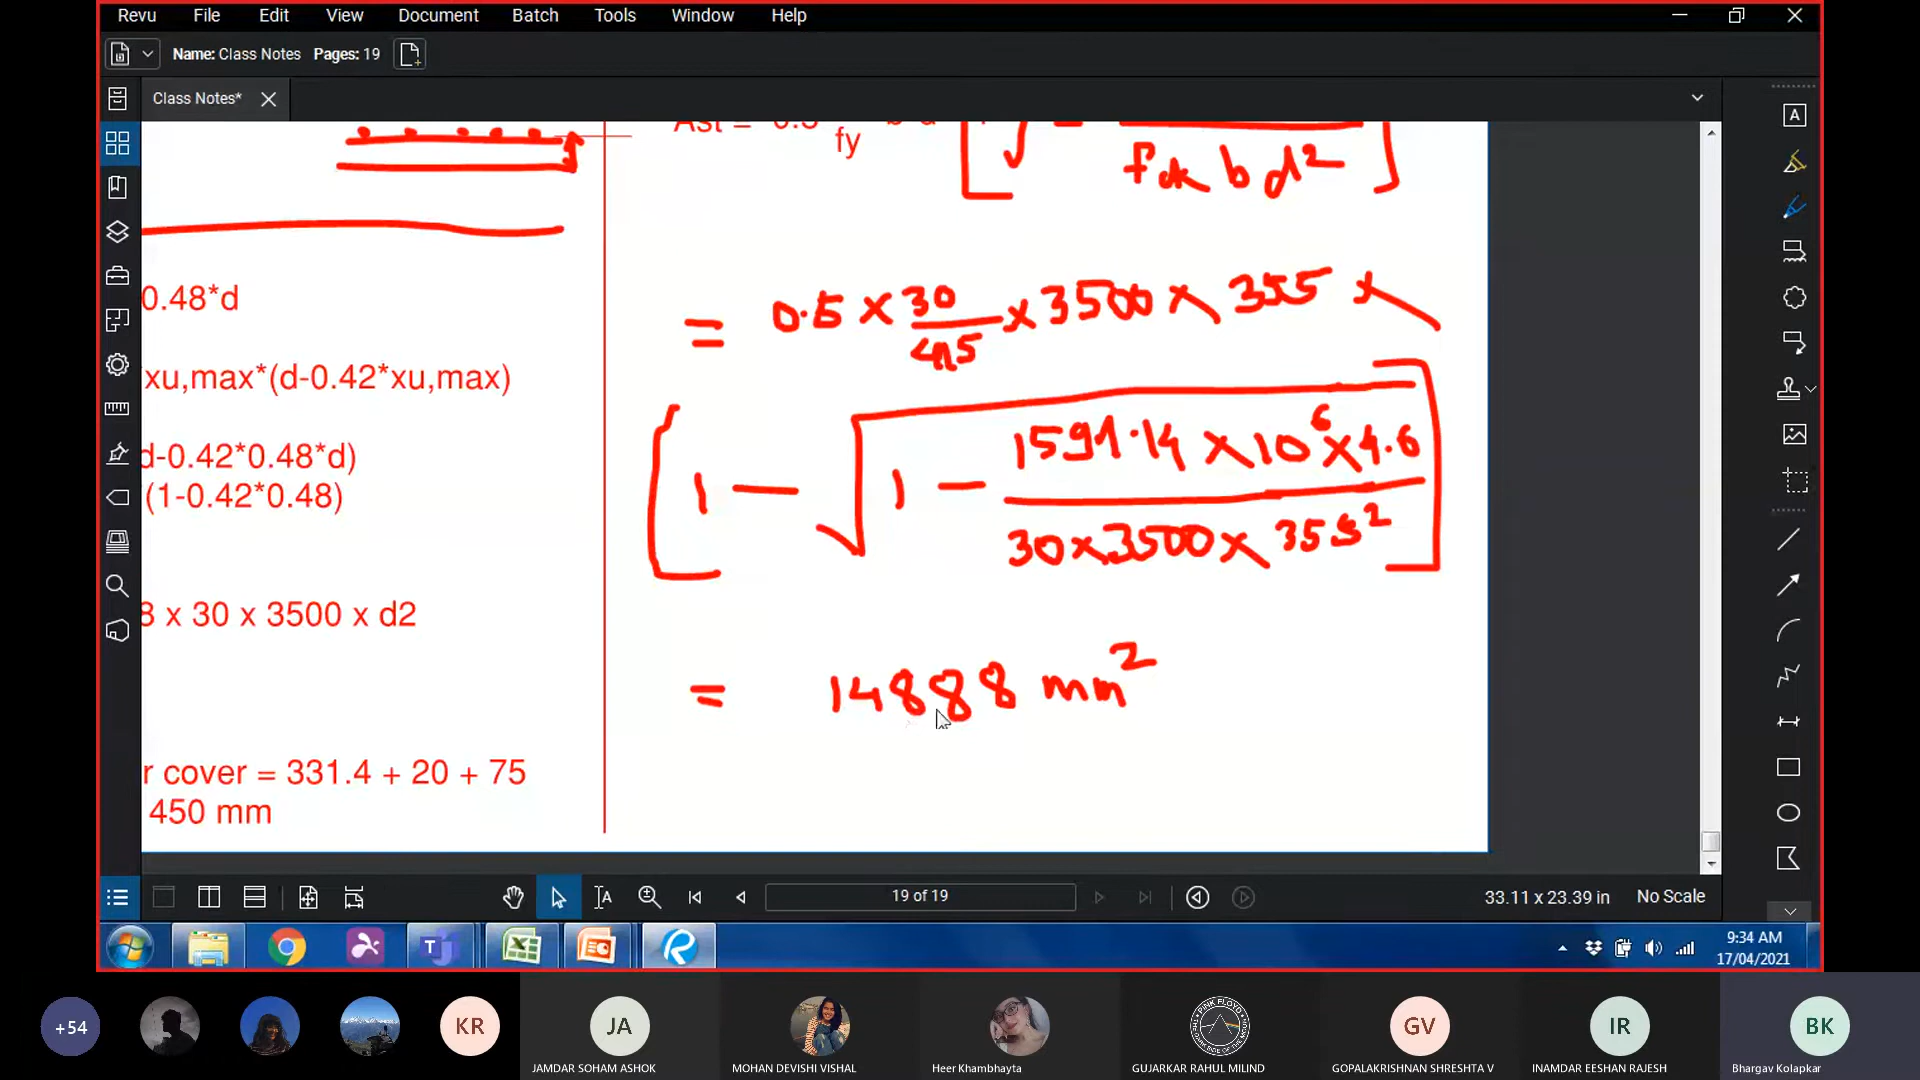 Revu File Edit View Document Batch Tools Window Help
Name: Class Notes Pages: 19
Class Notes*
fy
fck b d2
0.48*d
xu,max*(d-0.42*xu,max)
d-0.42*0.48*d)
(1-0.42*0.48)
8 x 30 x 3500 x d2
r cover = 331.4 + 20 + 75
450 mm
= 0.5 x 30/415 x 3500 x 355 x
[1 - √1 - 1591.14 x 10^6 x 4.6 / 30 x 3500 x 355^2]
= 14888 mm2
19 of 19
33.11 x 23.39 in No Scale
9:34 AM
17/04/2021
+54
KR
JA
GV
IR
BK
JAMDAR SOHAM ASHOK
MOHAN DEVISHI VISHAL
Heer Khambhayta
GUJARKAR RAHUL MILIND
GOPALAKRISHNAN SHRESHTA V
INAMDAR EESHAN RAJESH
Bhargav Kolapkar